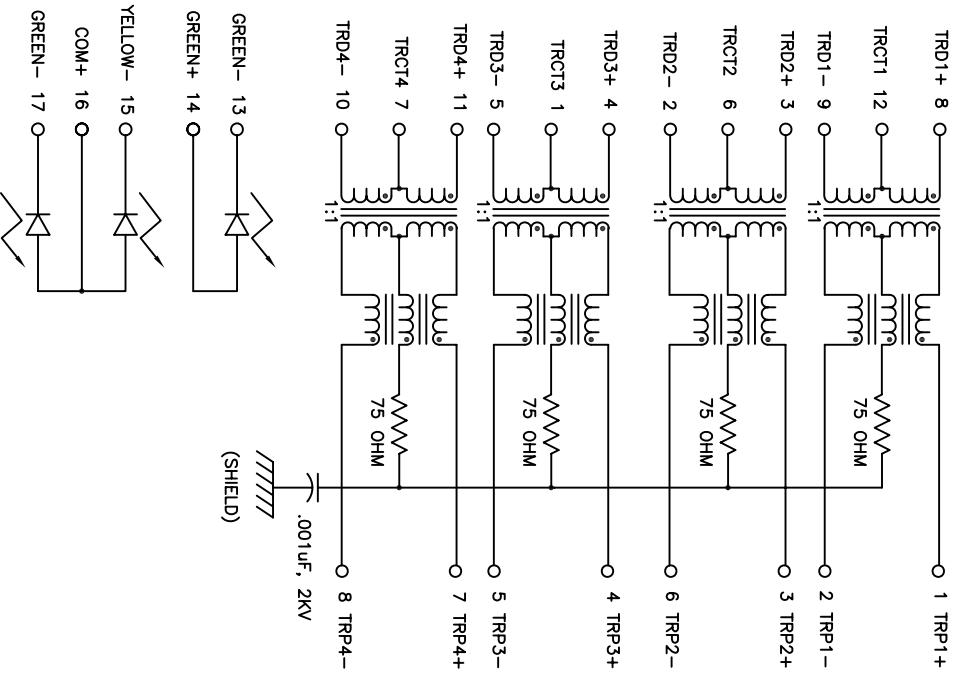 TRD1+ 8
TRCT1 12
TRD1- 9
TRD2+ 3
TRCT2 6
TRD2- 2
TRD3+ 4
TRCT3 1
TRD3- 5
TRD4+ 11
TRCT4 7
TRD4- 10
GREEN- 13
GREEN+ 14
YELLOW- 15
COM+ 16
GREEN- 17
1:1
1:1
1:1
1:1
75 OHM
75 OHM
75 OHM
75 OHM
(SHIELD)
.001uF, 2KV
1 TRP1+
2 TRP1-
3 TRP2+
6 TRP2-
4 TRP3+
5 TRP3-
7 TRP4+
8 TRP4-